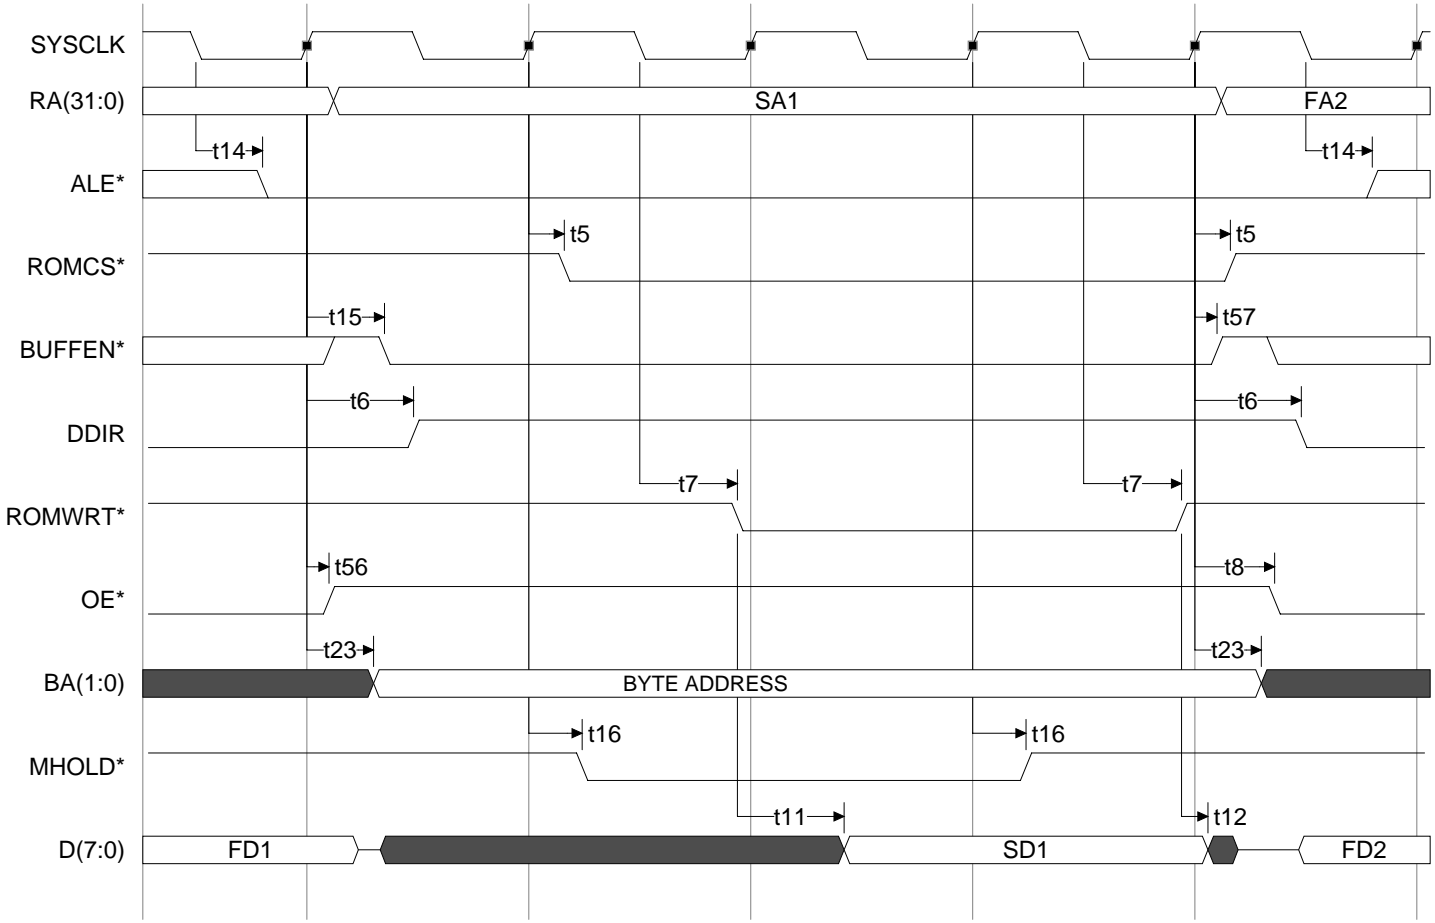 SYSCLK
RA(31:0) SA1 FA2
t14 t14
ALE*
t5 t5
ROMCS*
t15 t57
BUFFEN*
t6 t6
DDIR
t7 t7
ROMWRT*
t56 t8
OE*
t23 t23
BA(1:0) BYTE ADDRESS
t16 t16
MHOLD*
t11 t12
D(7:0) FD1 SD1 FD2